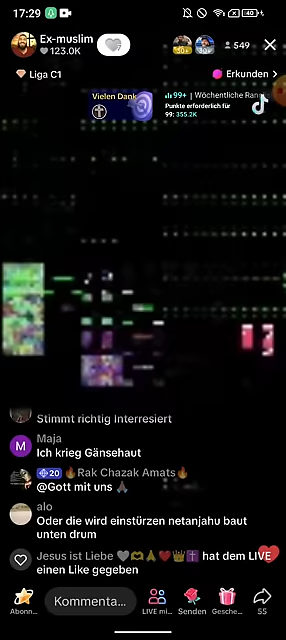 17:29
40+
Ex-muslim
123.0K
549
Liga C1
Erkunden >
Vielen Dank
99+ | Wöchentliche Ran
Punkte erforderlich für
99: 355.2K
Stimmt richtig Interresiert
Maja
M
Ich krieg Gänsehaut
20 🔥Rak Chazak Amats🔥
@Gott mit uns 🙏
alo
Oder die wird einstürzen netanjahu baut
unten drum
Jesus ist Liebe 🩶🫶🙏❤️👑✝️ hat dem LIVE
einen Like gegeben
Abonn...
Kommenta...
LIVE mi...
Senden
Gesche...
55